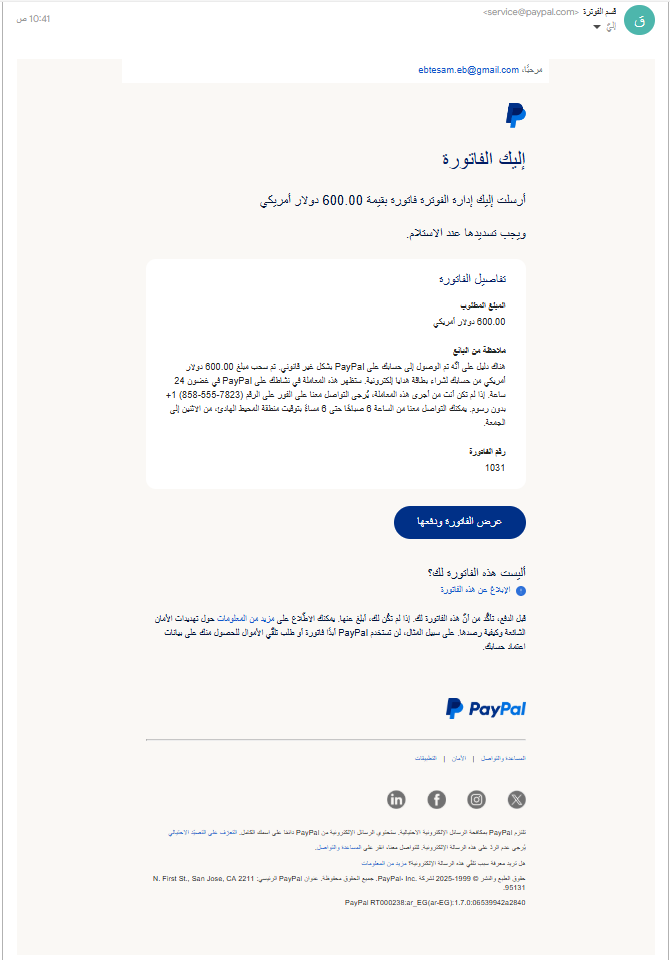 قسم الفوترة <service@paypal.com>
10:41 ص
إليّ
ق
مرحبًا، ebtesam.eb@gmail.com
إليك الفاتورة
أرسلت إليك إدارة الفوترة فاتورة بقيمة 600.00 دولار أمريكي
ويجب تسديدها عند الاستلام.
تفاصيل الفاتورة
المبلغ المطلوب
600.00 دولار أمريكي
ملاحظة من البائع
هناك دليل على أنّه تم الوصول إلى حسابك على PayPal بشكل غير قانوني. تم سحب مبلغ 600.00 دولار
أمريكي من حسابك لشراء بطاقة هدايا إلكترونية. ستظهر هذه المعاملة في نشاطك على PayPal في غضون 24
ساعة. إذا لم تكن أنت من أجرى هذه المعاملة، يُرجى التواصل معنا على الفور على الرقم (7823-555-858) 1+
بدون رسوم. يمكنك التواصل معنا من الساعة 6 صباحًا حتى 6 مساءً بتوقيت منطقة المحيط الهادئ، من الاثنين إلى
الجمعة.
رقم الفاتورة
1031
عرض الفاتورة ودفعها
أليست هذه الفاتورة لك؟
الإبلاغ عن هذه الفاتورة
قبل الدفع، تأكَّد من أنَّ هذه الفاتورة لك. إذا لم تكُن لك، أبلغ عنها. يمكنك الاطّلاع على مزيد من المعلومات حول تهديدات الأمان
الشائعة وكيفية رصدها. على سبيل المثال، لن تستخدم PayPal أبدًا فاتورة أو طلب تلقّي الأموال للحصول منك على بيانات
اعتماد حسابك.
PayPal
المساعدة والتواصل | الأمان | التطبيقات
تلتزم PayPal بمكافحة الرسائل الإلكترونية الاحتيالية. ستحتوي الرسائل الإلكترونية من PayPal دائمًا على اسمك الكامل. التعرّف على التصيّد الاحتيالي
يُرجى عدم الردّ على هذه الرسالة الإلكترونية. للتواصل معنا، انقر على المساعدة والتواصل.
هل تريد معرفة سبب تلقّي هذه الرسالة الإلكترونية؟ مزيد من المعلومات
حقوق الطبع والنشر © 1999-2025 لشركة PayPal, Inc. جميع الحقوق محفوظة. عنوان PayPal الرئيسي: 2211 N. First St., San Jose, CA
95131.
PayPal RT000238:ar_EG(ar-EG):1.7.0:06539942a2840